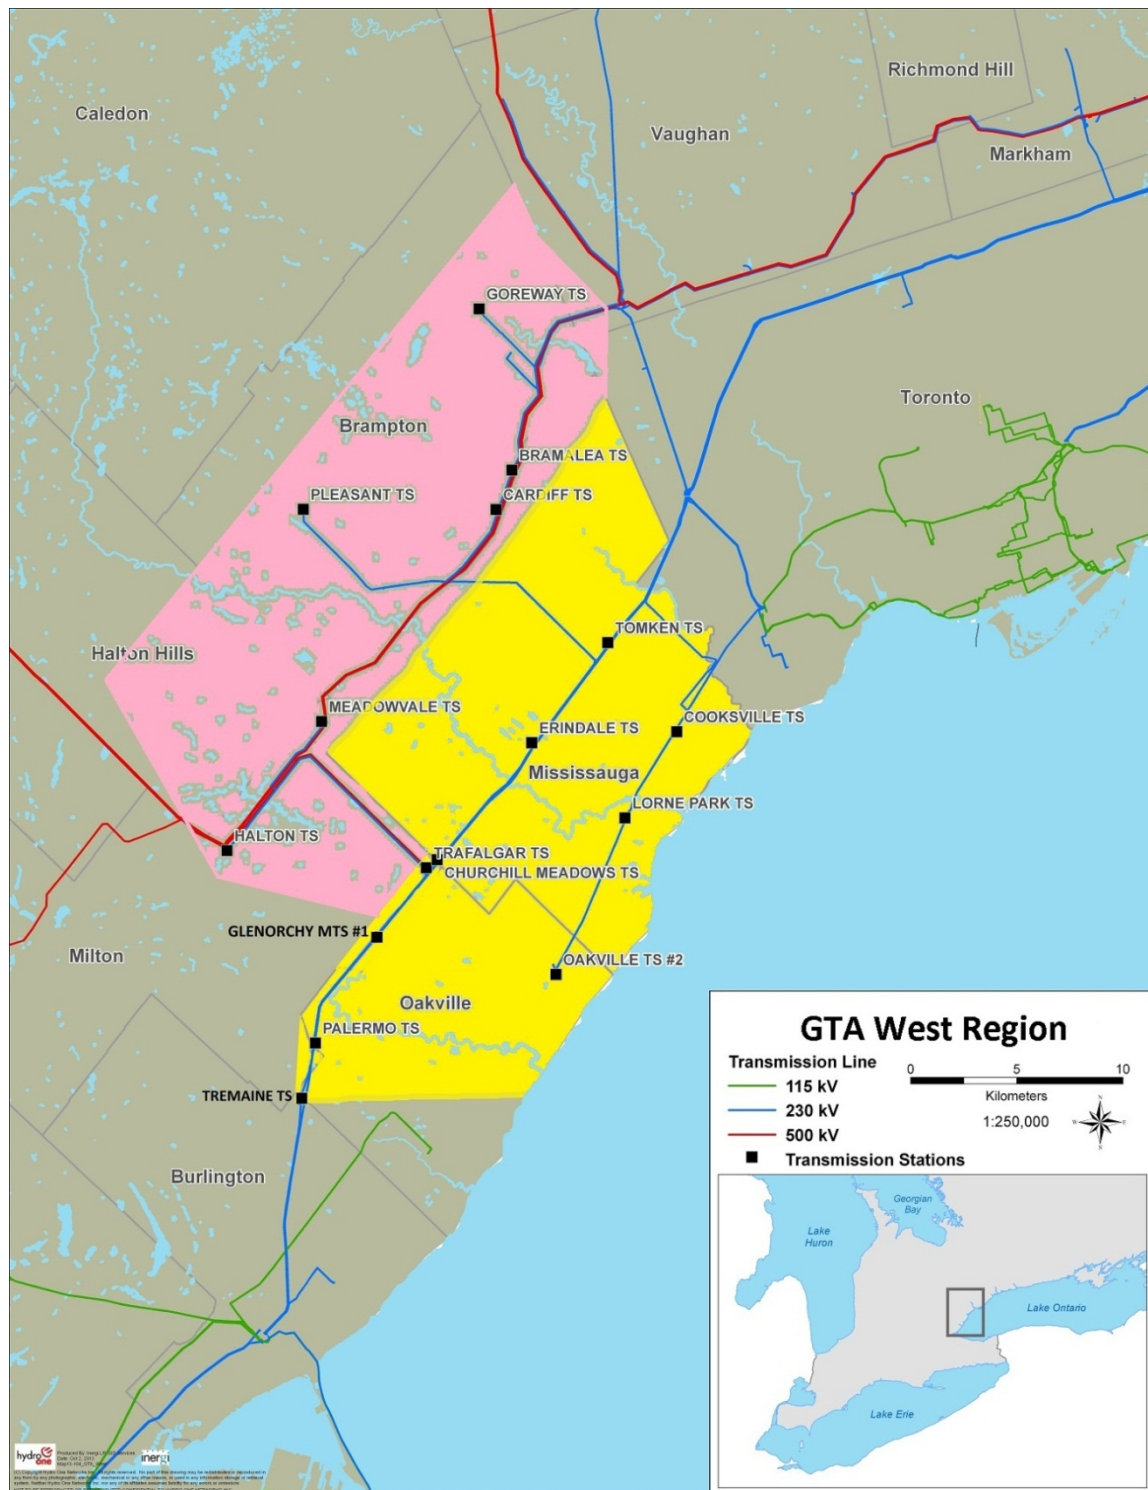 Richmond Hill
Caledon
Vaughan
Markham
GOREWAY TS
Toronto
Brampton
BRAMALEA TS
PLEASANT TS
CARDIFF TS
TOMKEN TS
Halton Hills
MEADOWVALE TS
COOKSVILLE TS
ERINDALE TS
Mississauga
LORNE PARK TS
HALTON TS
TRAFALGAR TS
CHURCHILL MEADOWS TS
GLENORCHY MTS #1
Milton
OAKVILLE TS #2
Oakville
PALERMO TS
TREMAINE TS
Burlington
GTA West Region
Transmission Line
115 kV
230 kV
500 kV
Transmission Stations
0 5 10
Kilometers
1:250,000
N
W E
S
Georgian
Bay
Lake
Huron
Lake Ontario
Lake Erie
hydro
one
inergi